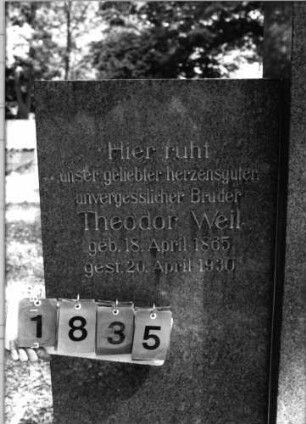 Hier ruht
unser geliebter herzensguter
unvergesslicher Bruder
Theodor Weil
geb. 18. April 1865
gest. 20. April 1930
1835